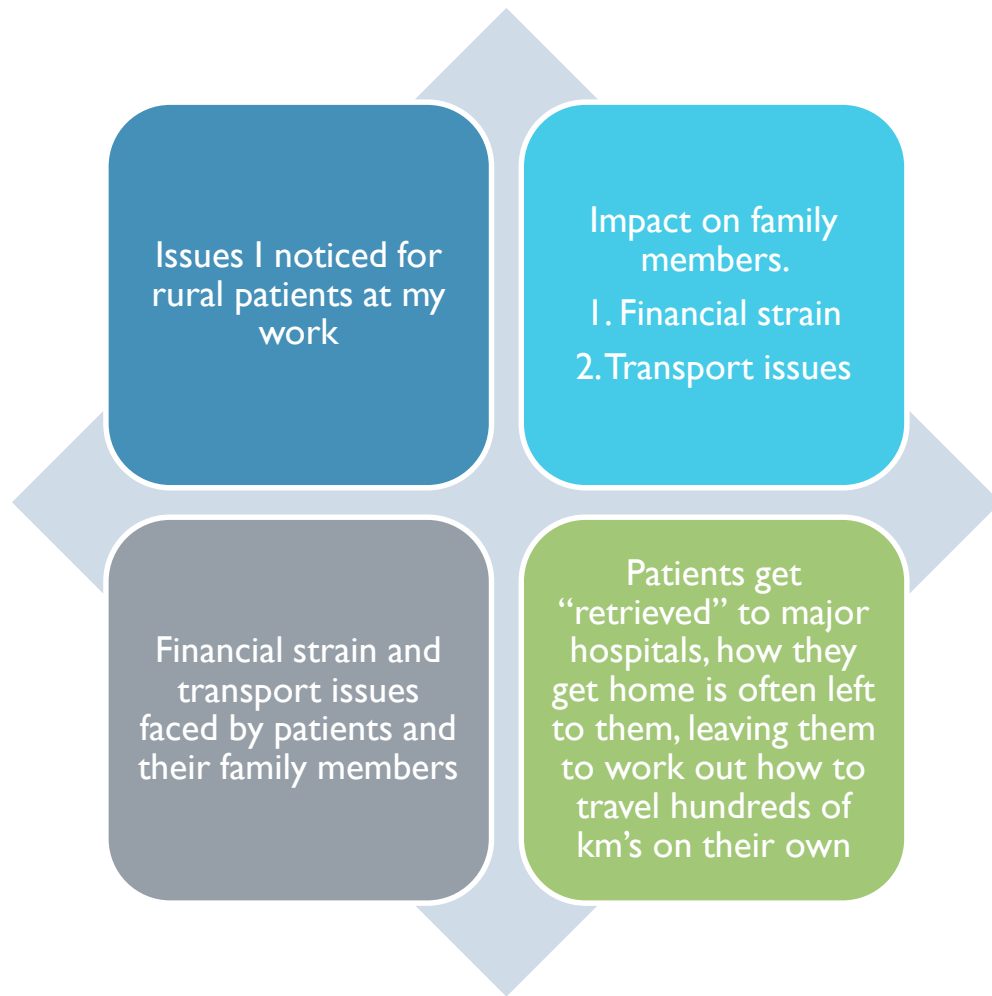 Issues I noticed for
rural patients at my
work
Impact on family
members.
1. Financial strain
2. Transport issues
Financial strain and
transport issues
faced by patients and
their family members
Patients get
“retrieved” to major
hospitals, how they
get home is often left
to them, leaving them
to work out how to
travel hundreds of
km’s on their own